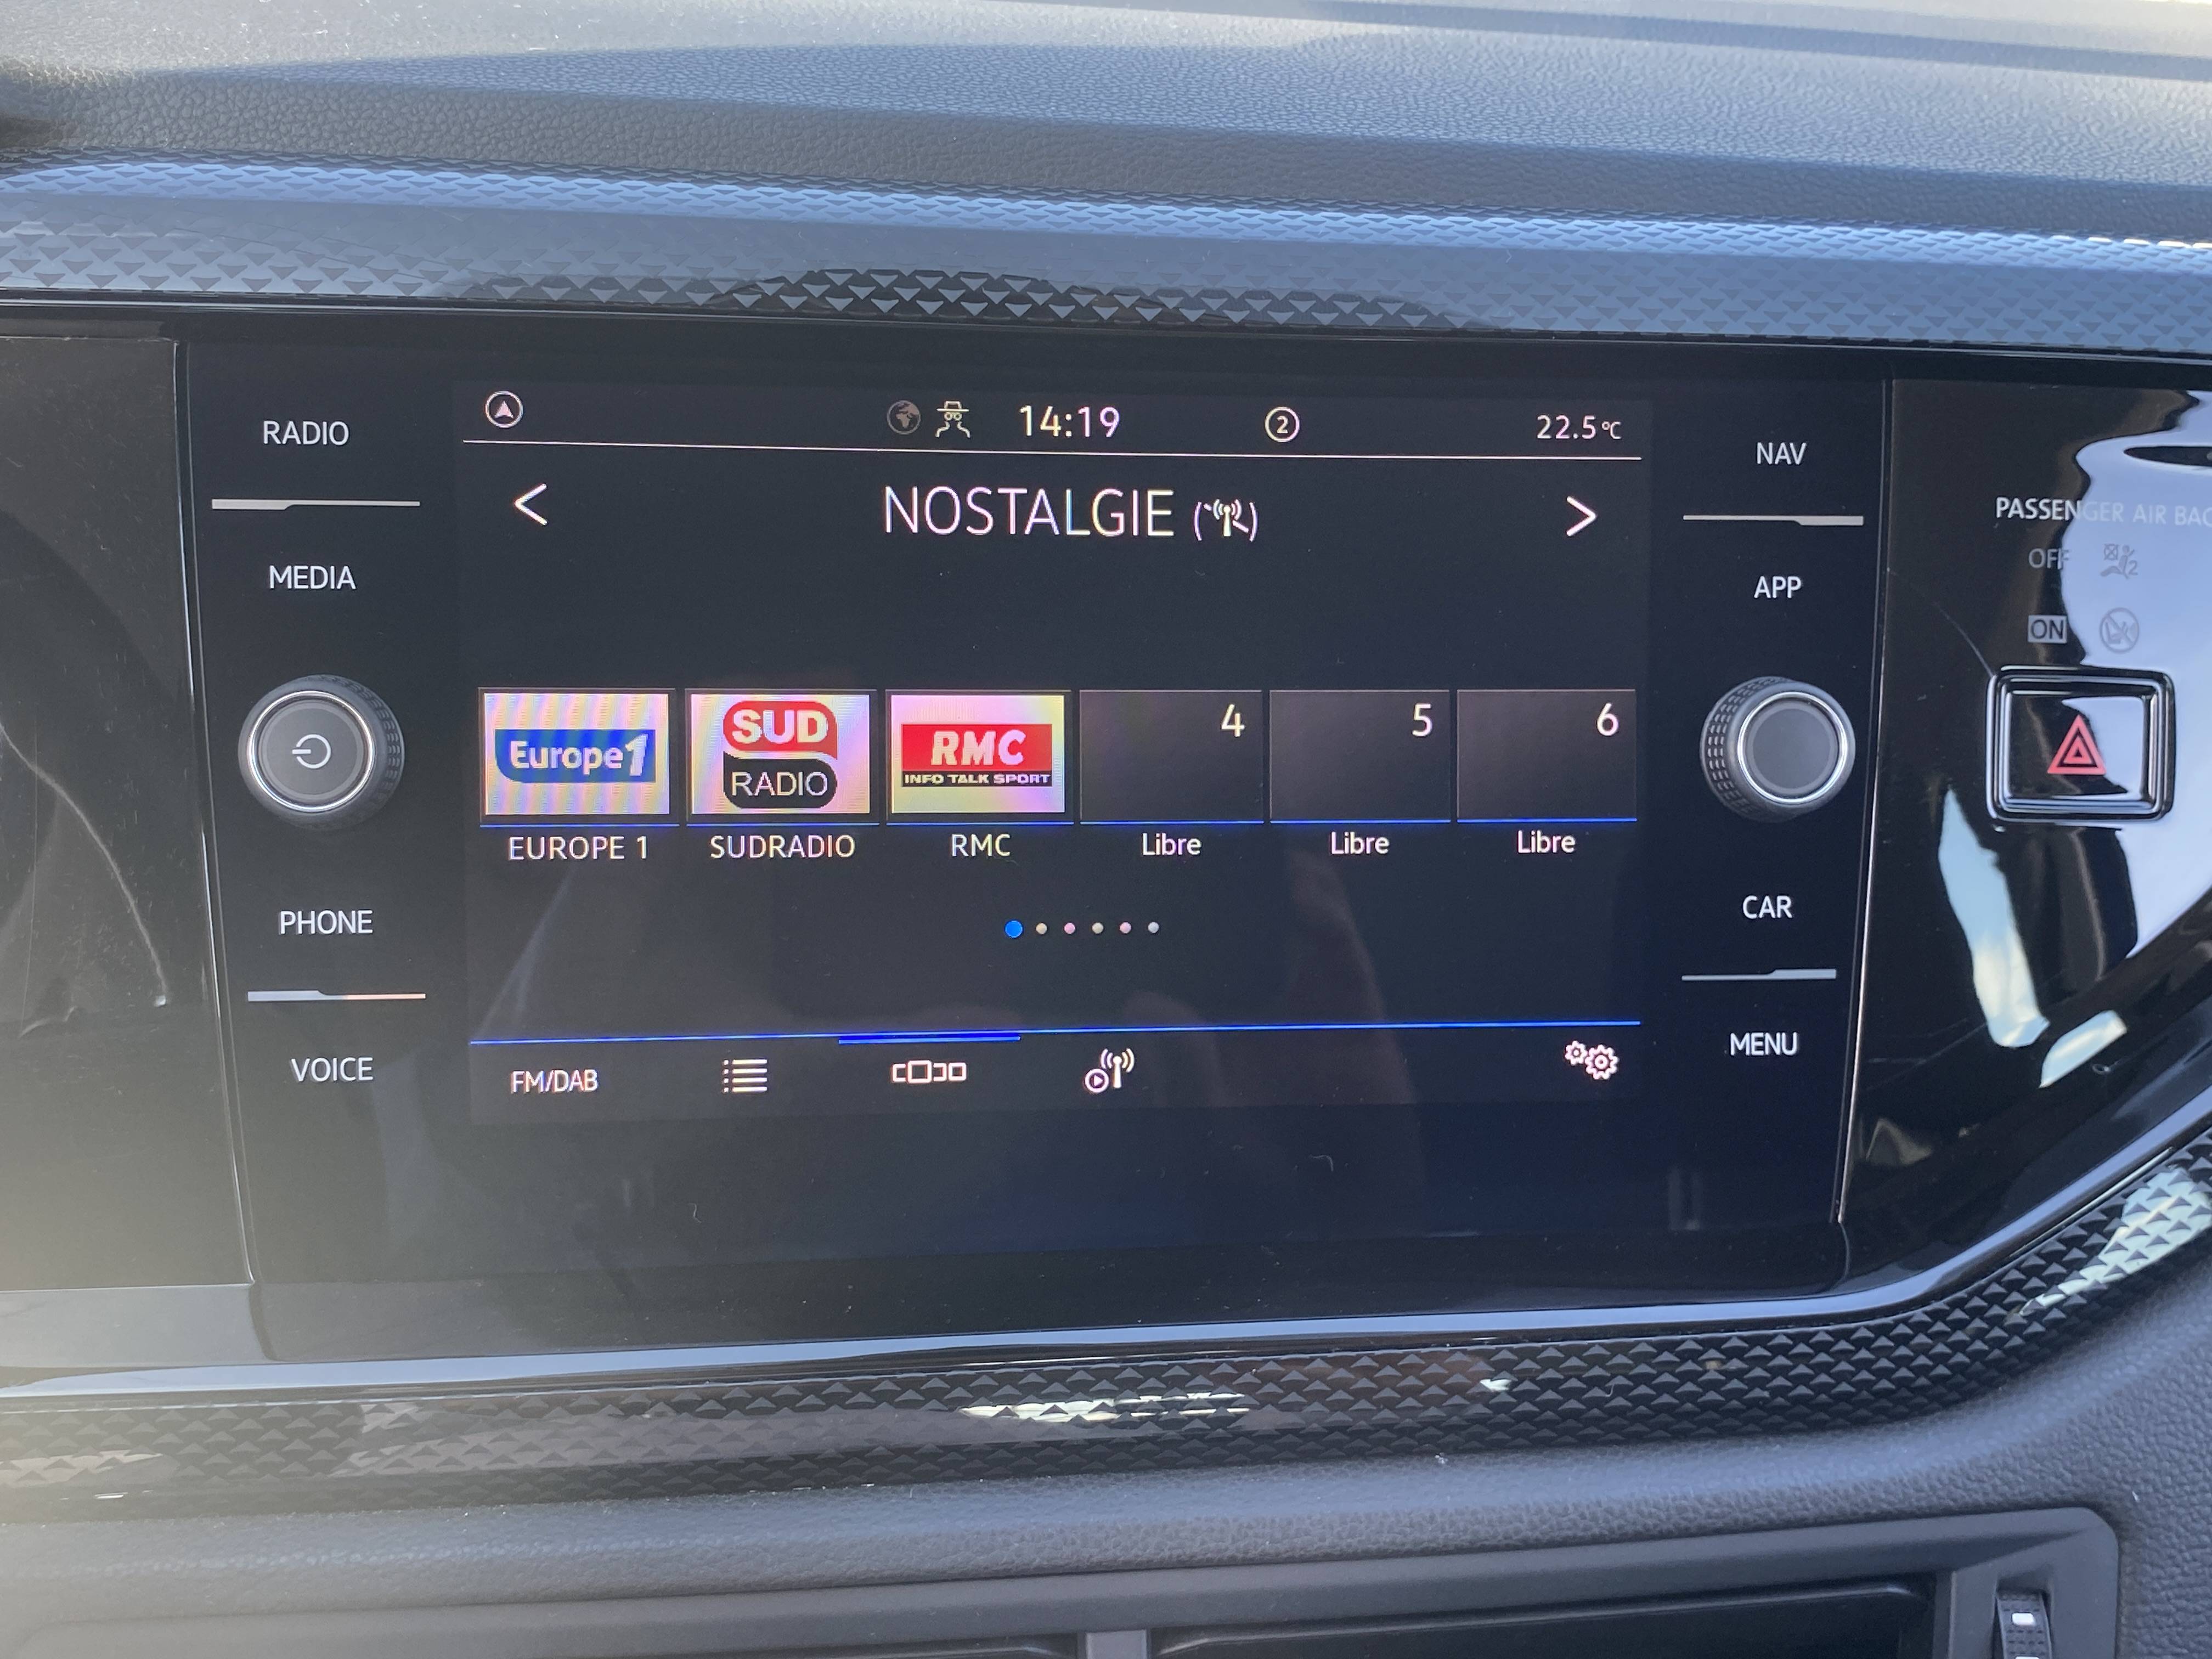 RADIO
MEDIA
PHONE
VOICE
14:19
2
22.5°C
<
NOSTALGIE
>
Europe1
SUD
RADIO
RMC
INFO TALK SPORT
4
5
6
EUROPE 1
SUDRADIO
RMC
Libre
Libre
Libre
FM/DAB
NAV
APP
CAR
MENU
PASSENGER AIR BAG
OFF
2
ON